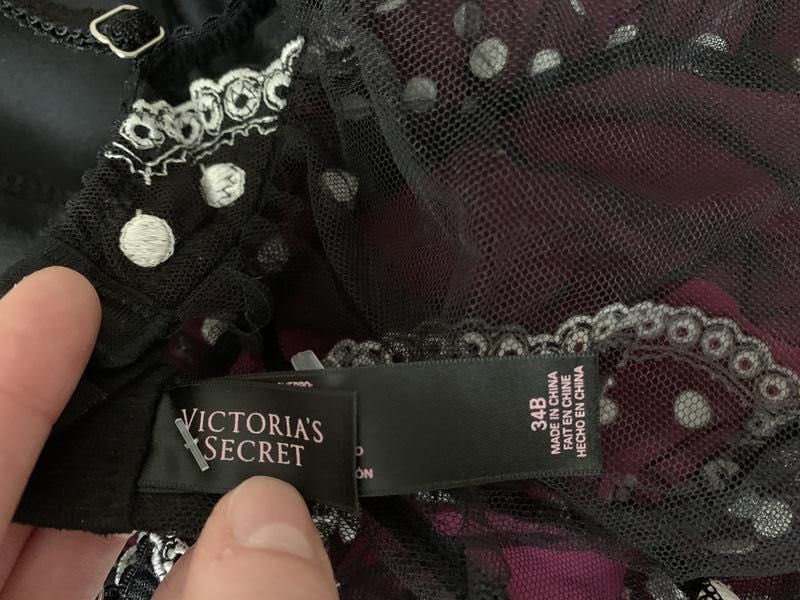 VICTORIA'S
SECRET
34B
MADE IN CHINA
FAIT EN CHINE
HECHO EN CHINA